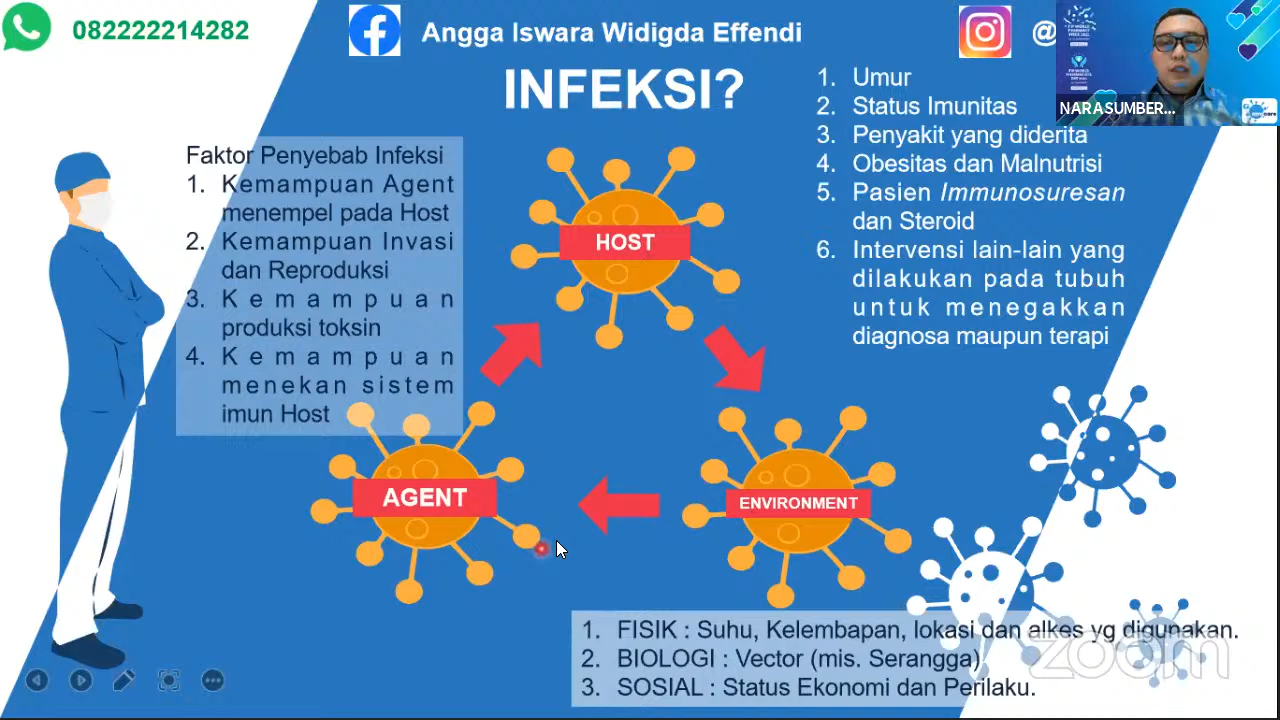 082222214282
Angga Iswara Widigda Effendi
@
NARASUMBER...
INFEKSI?
Faktor Penyebab Infeksi
1. Kemampuan Agent
menempel pada Host
2. Kemampuan Invasi
dan Reproduksi
3. Kemampuan
produksi toksin
4. Kemampuan
menekan sistem
imun Host
1. Umur
2. Status Imunitas
3. Penyakit yang diderita
4. Obesitas dan Malnutrisi
5. Pasien Immunosuresan
dan Steroid
6. Intervensi lain-lain yang
dilakukan pada tubuh
untuk menegakkan
diagnosa maupun terapi
HOST
AGENT
ENVIRONMENT
1. FISIK : Suhu, Kelembapan, lokasi dan alkes yg digunakan.
2. BIOLOGI : Vector (mis. Serangga)
3. SOSIAL : Status Ekonomi dan Perilaku.
zoom